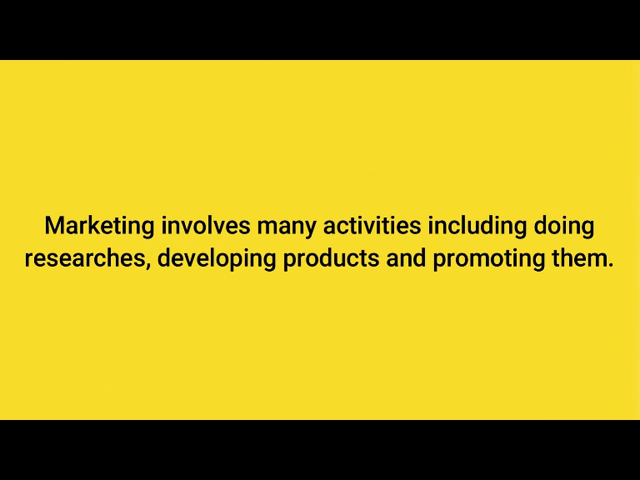 Marketing involves many activities including doing
researches, developing products and promoting them.